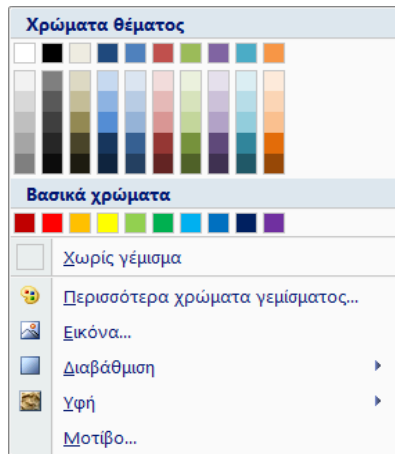 Χρώματα θέματος
Βασικά χρώματα
Χωρίς γέμισμα
Περισσότερα χρώματα γεμίσματος...
Εικόνα...
Διαβάθμιση
Υφή
Μοτίβο...